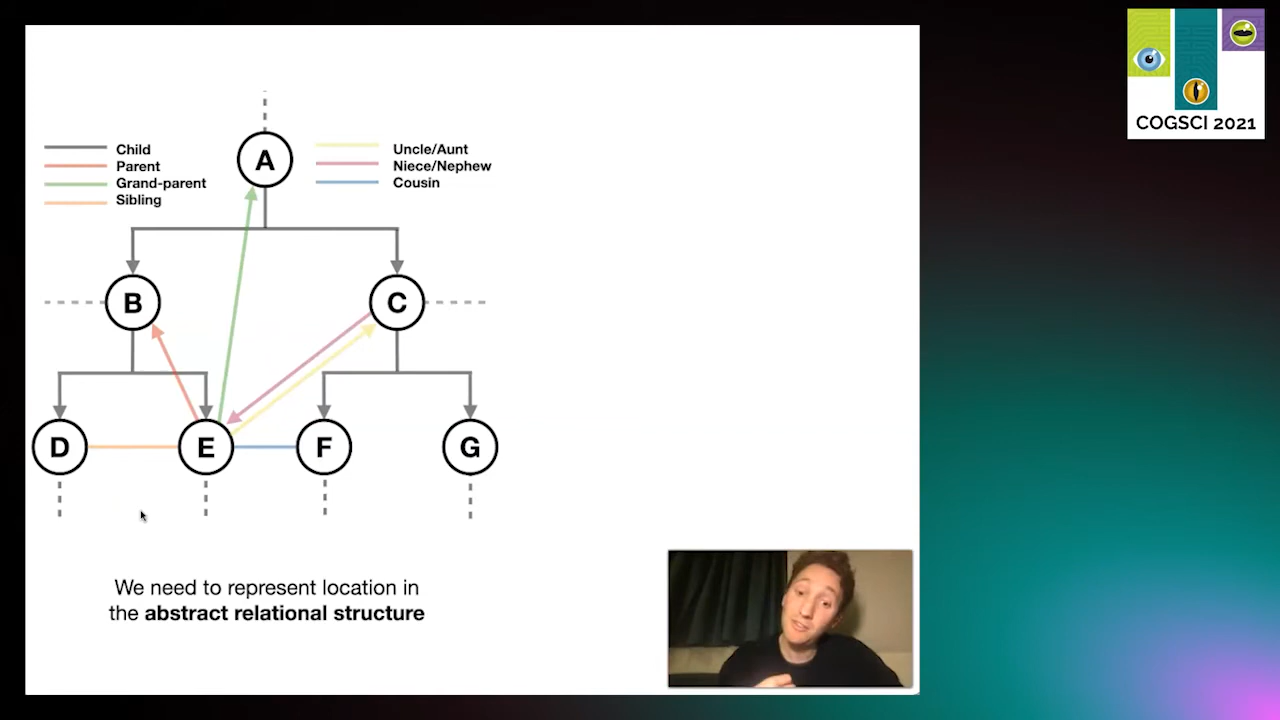 COGSCI 2021
Child
Parent
Grand-parent
Sibling
Uncle/Aunt
Niece/Nephew
Cousin
A
B
C
D
E
F
G
We need to represent location in
the abstract relational structure